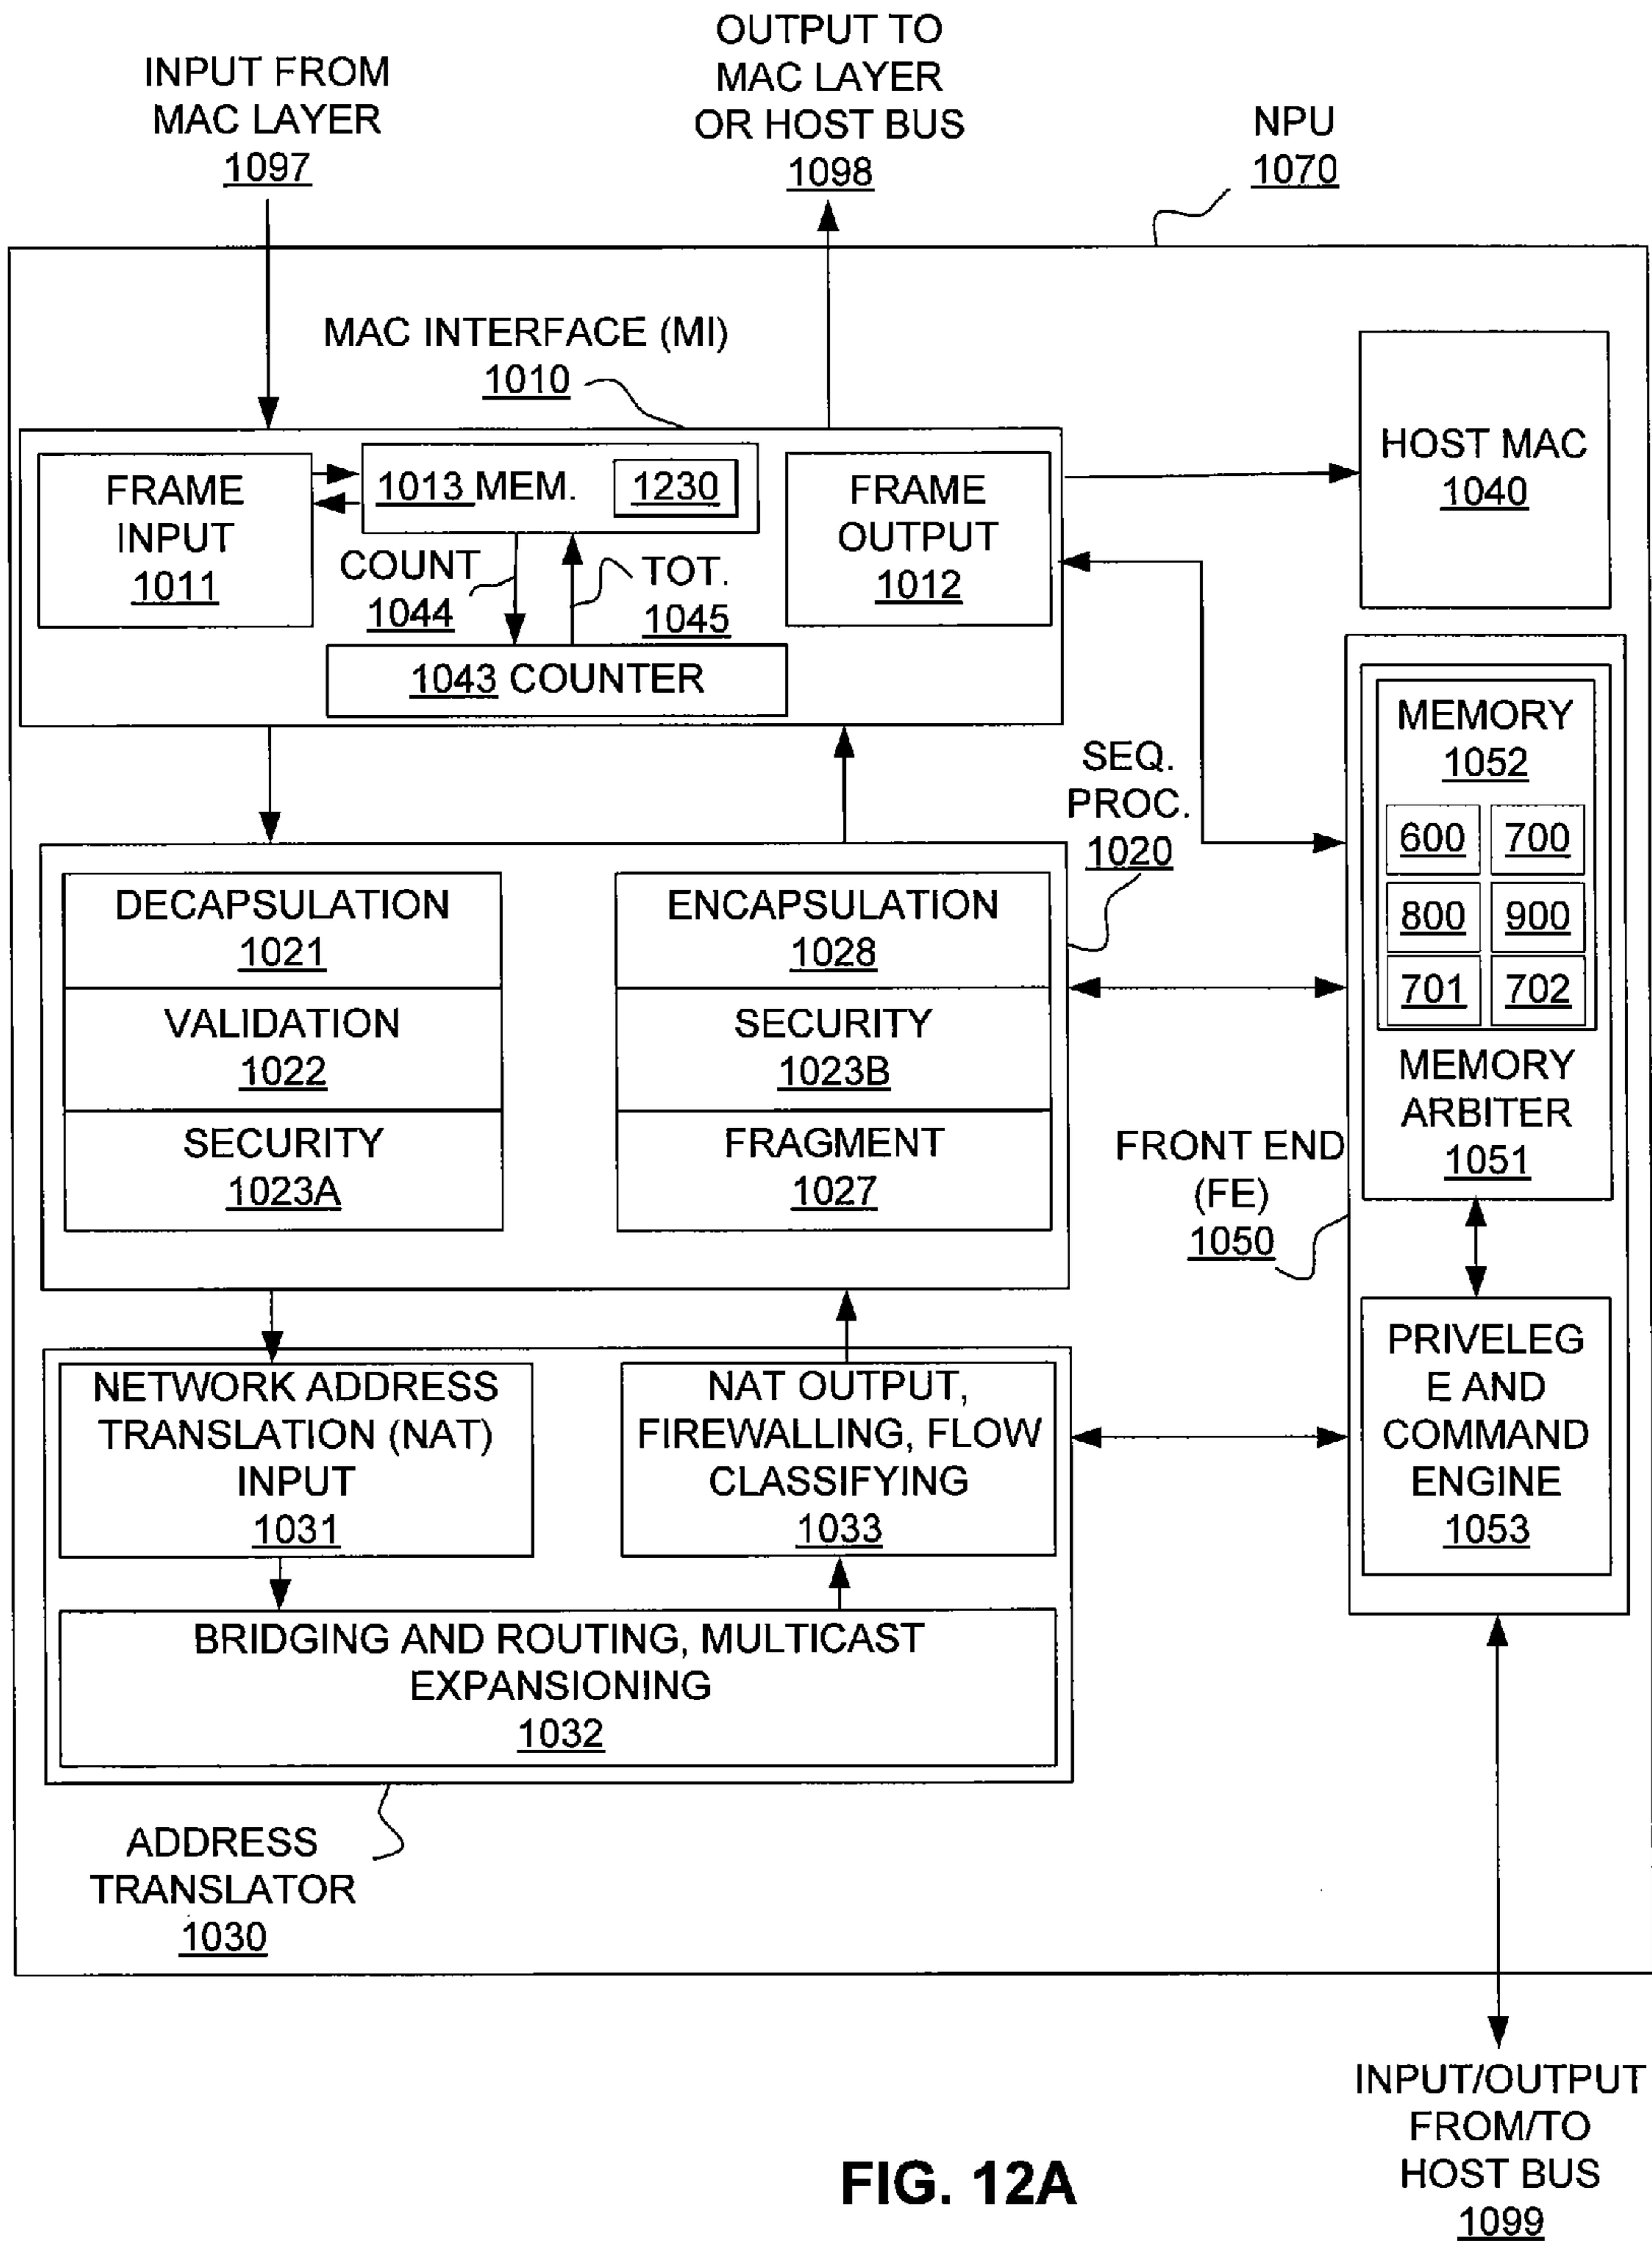 INPUT FROM
MAC LAYER
1097
OUTPUT TO
MAC LAYER
OR HOST BUS
1098
NPU
1070
MAC INTERFACE (MI)
1010
FRAME
INPUT
1011
1013 MEM.
1230
FRAME
OUTPUT
1012
COUNT
1044
TOT.
1045
1043 COUNTER
HOST MAC
1040
SEQ.
PROC.
1020
MEMORY
1052
600 700
800 900
701 702
MEMORY
ARBITER
1051
DECAPSULATION
1021
VALIDATION
1022
SECURITY
1023A
ENCAPSULATION
1028
SECURITY
1023B
FRAGMENT
1027
FRONT END
(FE)
1050
PRIVELEG
E AND
COMMAND
ENGINE
1053
NETWORK ADDRESS
TRANSLATION (NAT)
INPUT
1031
NAT OUTPUT,
FIREWALLING, FLOW
CLASSIFYING
1033
BRIDGING AND ROUTING, MULTICAST
EXPANSIONING
1032
ADDRESS
TRANSLATOR
1030
INPUT/OUTPUT
FROM/TO
HOST BUS
1099
FIG. 12A